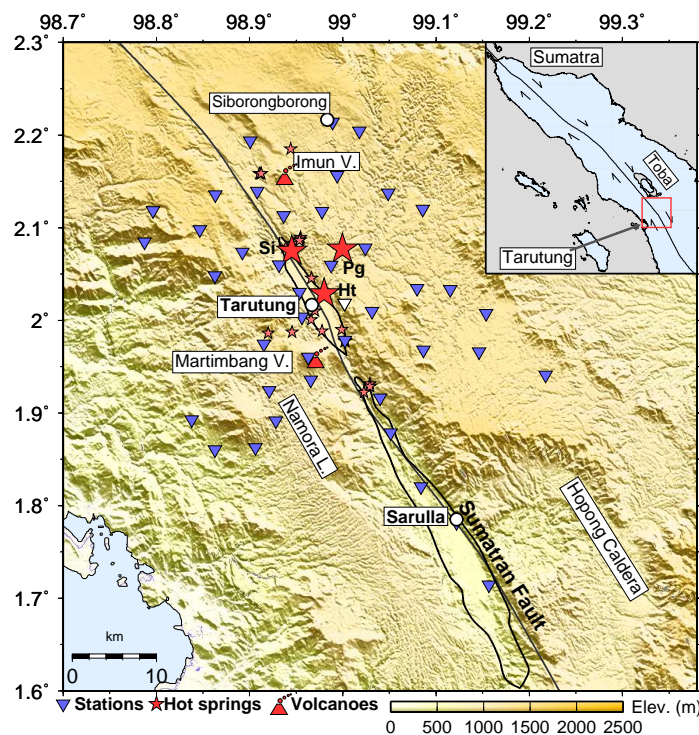 98.7˚ 98.8˚ 98.9˚ 99˚ 99.1˚ 99.2˚ 99.3˚
2.3˚
2.2˚
2.1˚
2˚
1.9˚
1.8˚
1.7˚
1.6˚
Sumatra
Toba
Tarutung
Siborongborong
Imun V.
Si
Pg
Ht
Tarutung
Martimbang V.
Namora L.
Sarulla
Sumatran Fault
Hopong Caldera
km
0 10
Stations Hot springs Volcanoes Elev. (m)
0 500 1000 1500 2000 2500